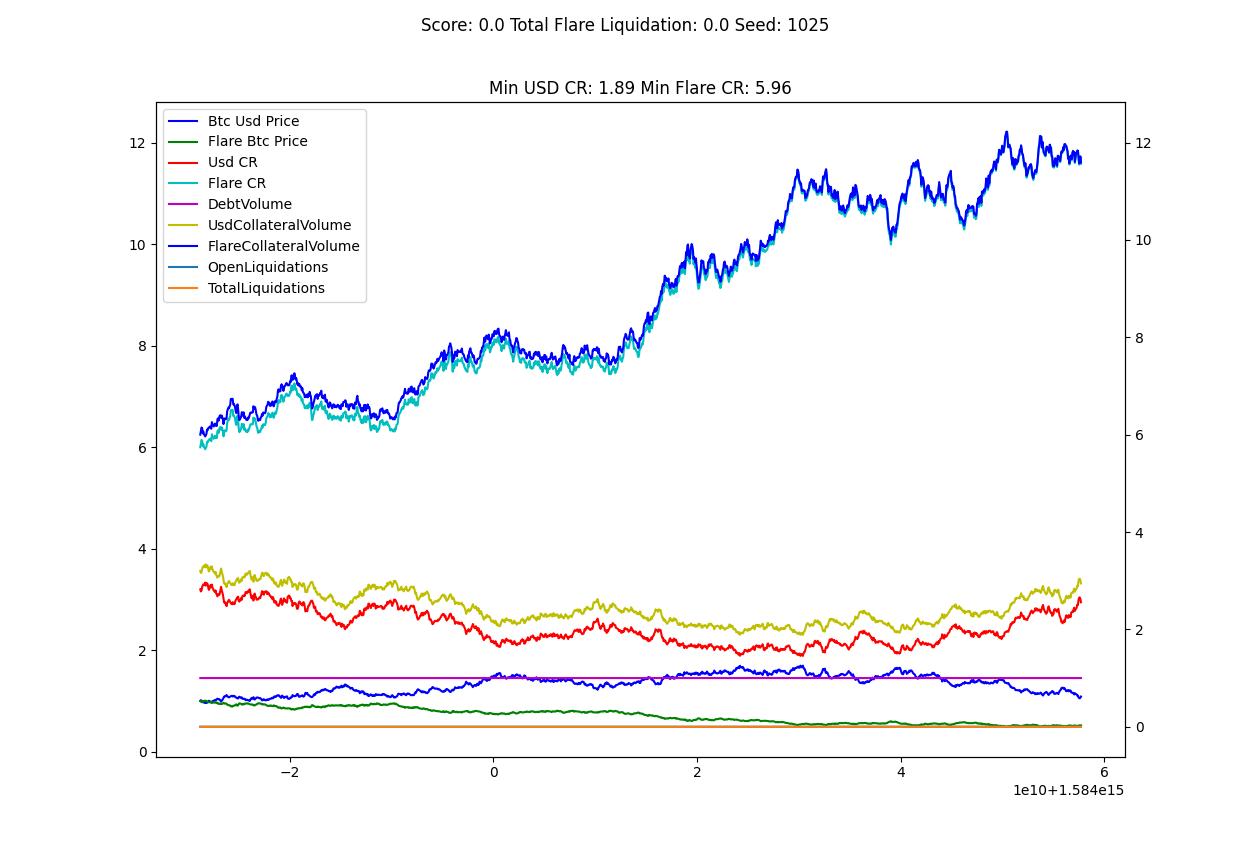 Score: 0.0 Total Flare Liquidation: 0.0 Seed: 1025
Min USD CR: 1.89 Min Flare CR: 5.96
Btc Usd Price
Flare Btc Price
Usd CR
Flare CR
DebtVolume
UsdCollateralVolume
FlareCollateralVolume
OpenLiquidations
TotalLiquidations
12
10
8
6
4
2
0
12
10
8
6
4
2
0
−2
0
2
4
6
1e10+1.584e15